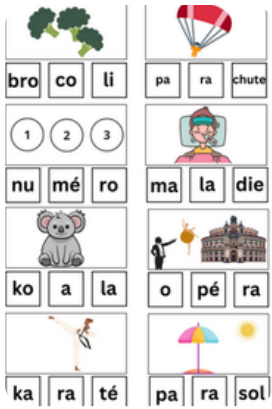 bro co li
pa ra chute
1 2 3
nu mé ro
ma la die
ko a la
o pé ra
ka ra té
pa ra sol